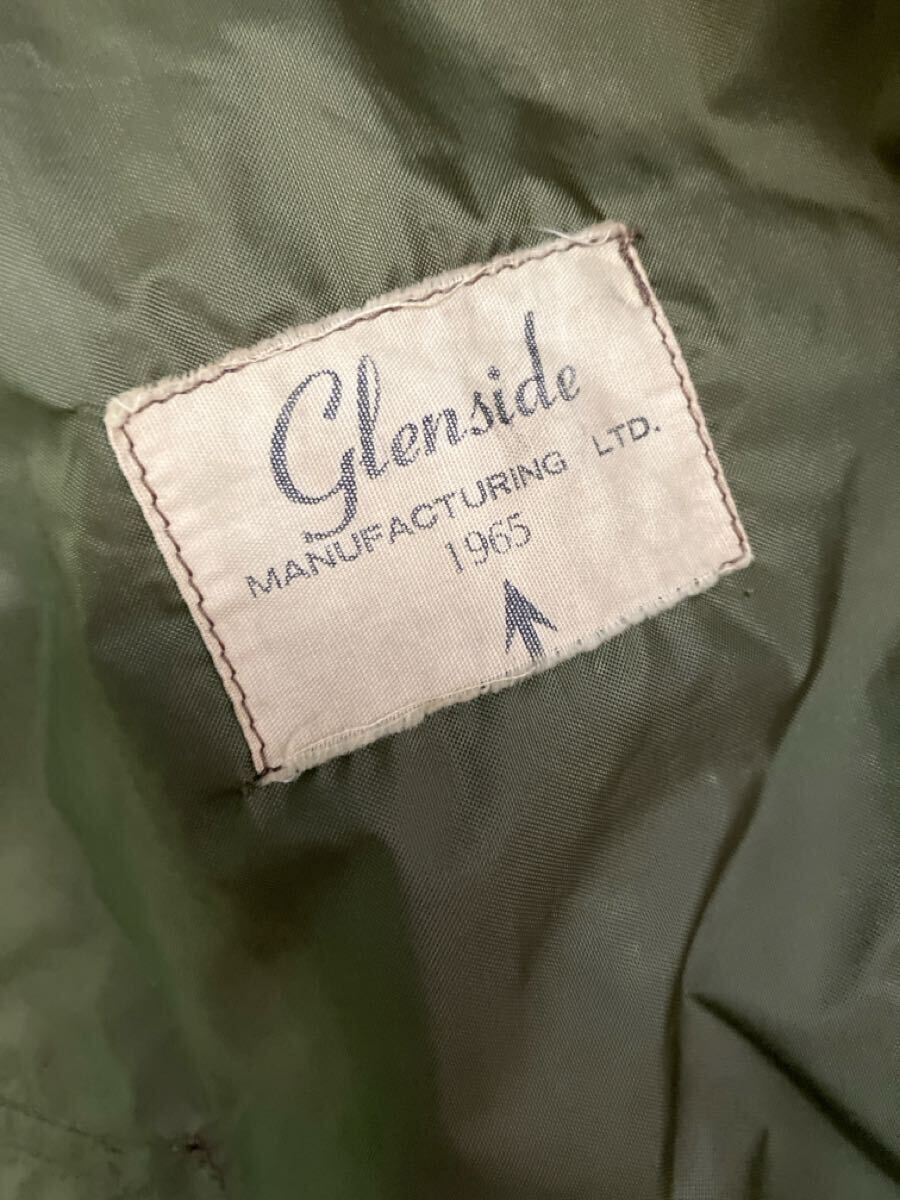 Glenside
MANUFACTURING LTD.
1965